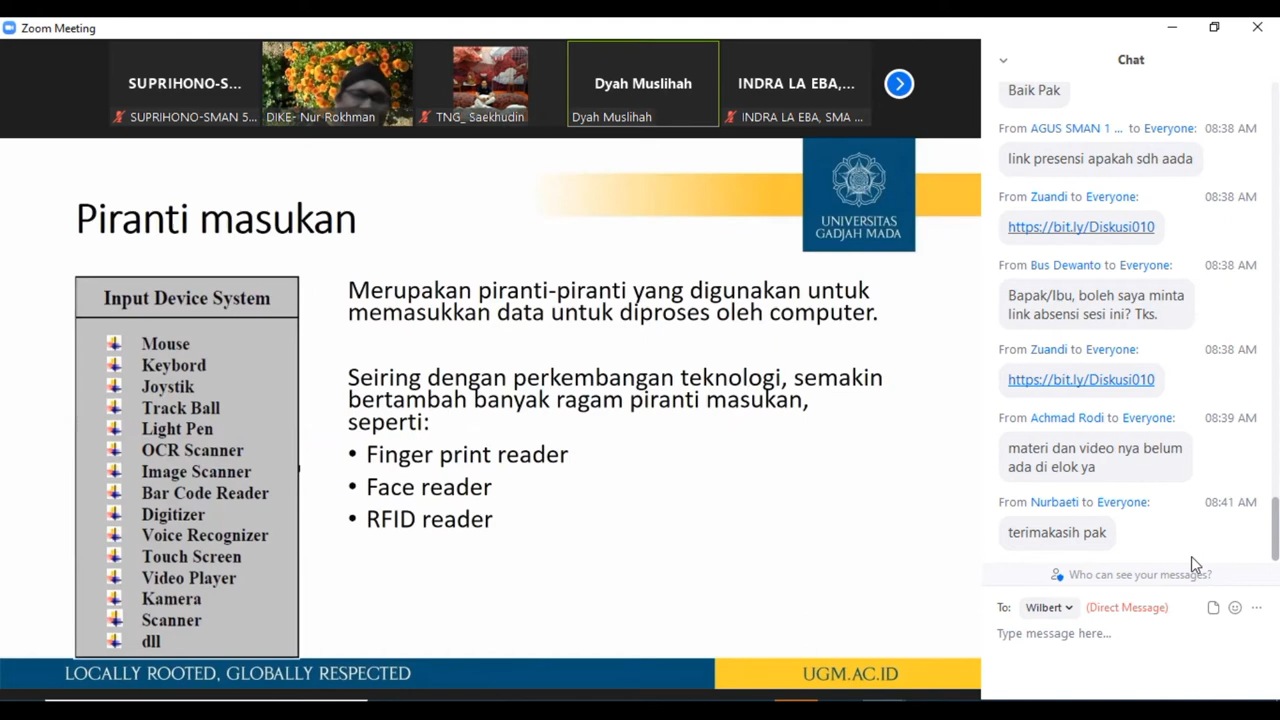 Zoom Meeting
SUPRIHONO-S...
SUPRIHONO-SMAN 5...
DIKE- Nur Rokhman
TNG_ Saekhudin
Dyah Muslihah
Dyah Muslihah
INDRA LA EBA,...
INDRA LA EBA, SMA ...
Piranti masukan
UNIVERSITAS
GADJAH MADA
Input Device System
Mouse
Keybord
Joystik
Track Ball
Light Pen
OCR Scanner
Image Scanner
Bar Code Reader
Digitizer
Voice Recognizer
Touch Screen
Video Player
Kamera
Scanner
dll
Merupakan piranti-piranti yang digunakan untuk
memasukkan data untuk diproses oleh computer.
Seiring dengan perkembangan teknologi, semakin
bertambah banyak ragam piranti masukan,
seperti:
• Finger print reader
• Face reader
• RFID reader
LOCALLY ROOTED, GLOBALLY RESPECTED
UGM.AC.ID
Chat
Baik Pak
From AGUS SMAN 1 ... to Everyone: 08:38 AM
link presensi apakah sdh aada
From Zuandi to Everyone: 08:38 AM
https://bit.ly/Diskusi010
From Bus Dewanto to Everyone: 08:38 AM
Bapak/Ibu, boleh saya minta
link absensi sesi ini? Tks.
From Zuandi to Everyone: 08:38 AM
https://bit.ly/Diskusi010
From Achmad Rodi to Everyone: 08:39 AM
materi dan video nya belum
ada di elok ya
From Nurbaeti to Everyone: 08:41 AM
terimakasih pak
Who can see your messages?
To: Wilbert (Direct Message)
Type message here...